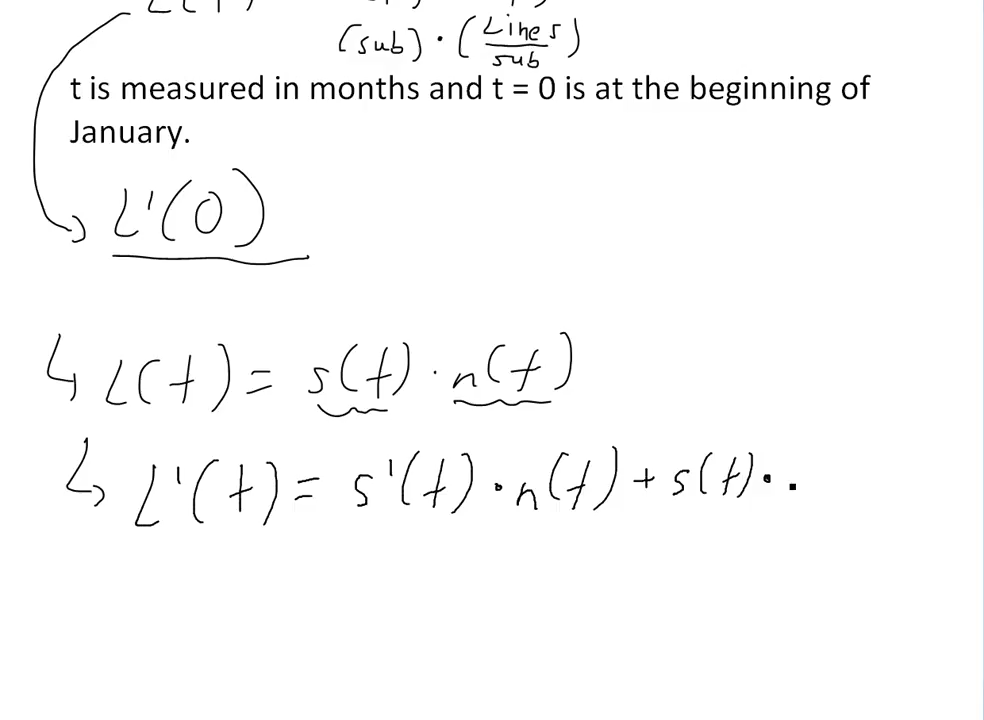 (sub) · (Lines/sub)
t is measured in months and t = 0 is at the beginning of
January.
L'(0)
L(t) = s(t) · n(t)
L'(t) = s'(t) · n(t) + s(t) · .